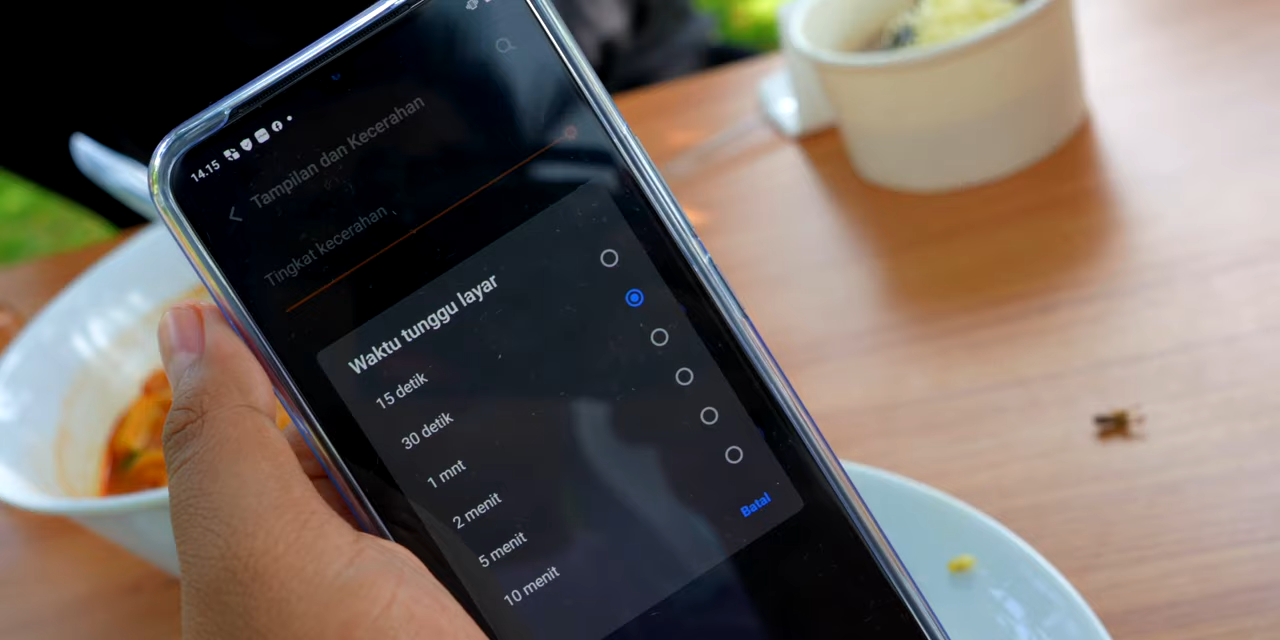 14.15
Tampilan dan Kecerahan
Tingkat kecerahan
Waktu tunggu layar
15 detik
30 detik
1 mnt
2 menit
5 menit
10 menit
Batal